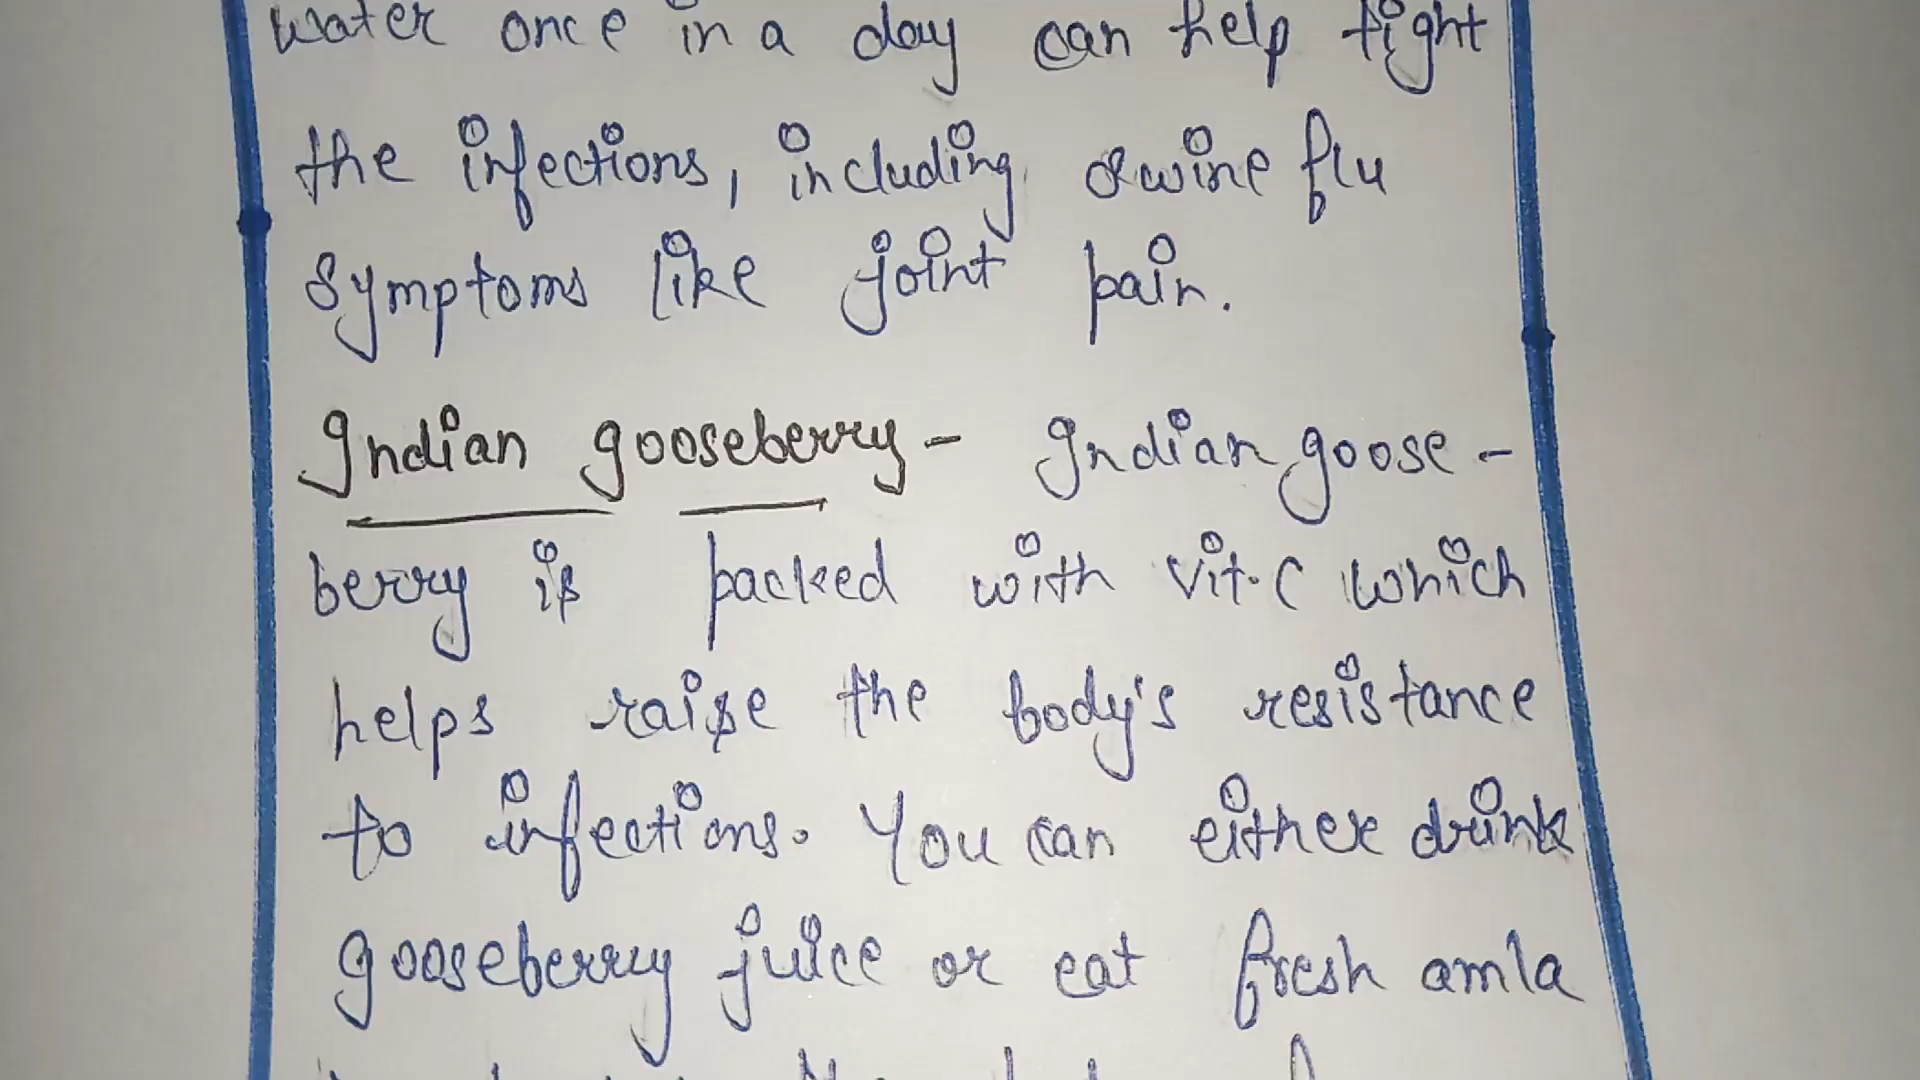 water once in a day can help fight
the infections, including swine flu
symptoms like joint pain.
Indian gooseberry - Indian goose -
berry is packed with vit. C which
helps raise the body's resistance
to infections. You can either drink
gooseberry juice or eat fresh amla